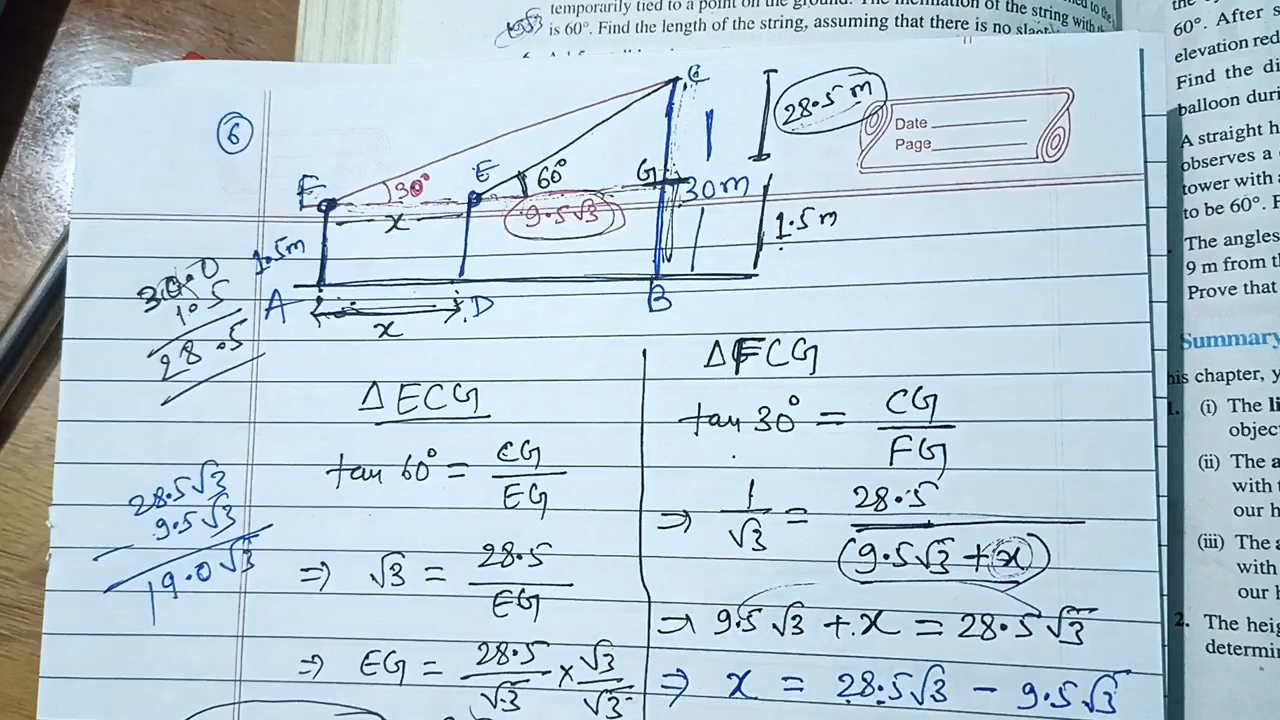 temporarily tied to a point on the ground. The inclination of the string with the
is 60°. Find the length of the string, assuming that there is no slack
6
C
28.5 m
Date
Page
F
30°
E
60°
G
30m
x
9.5√3
1.5m
1.5m
A
x
D
B
30.0
1.5
28.5
ΔECG
tan 60° = CG/EG
⇒ √3 = 28.5/EG
⇒ EG = 28.5/√3 × √3/√3
28.5√3
9.5√3
19.0√3
ΔFCG
tan 30° = CG/FG
⇒ 1/√3 = 28.5/(9.5√3 + x)
⇒ 9.5√3 + x = 28.5√3
⇒ x = 28.5√3 - 9.5√3
60°. After s
elevation red
Find the di
balloon duri
A straight h
observes a
tower with
to be 60°. F
The angles
9 m from t
Prove that
Summary
his chapter, y
1. (i) The li
objec
(ii) The a
with
our h
(iii) The
with
our h
2. The heig
determi